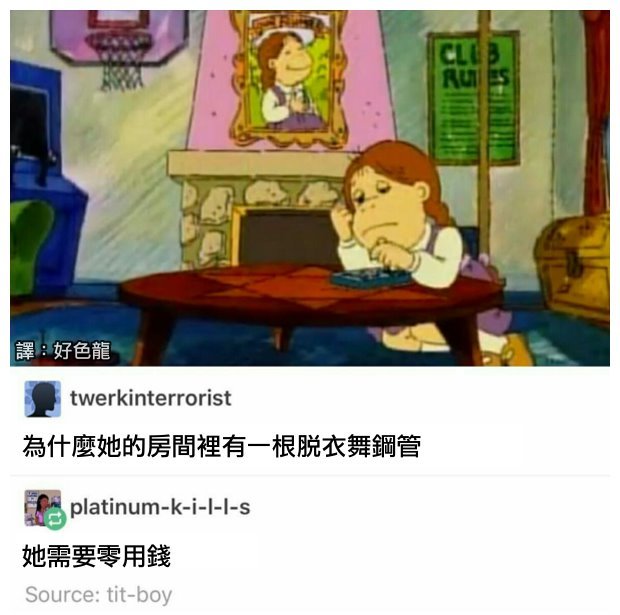 CLUB
RULES
譯：好色龍
twerkinterrorist
為什麼她的房間裡有一根脱衣舞鋼管
platinum-k-i-l-l-s
她需要零用錢
Source: tit-boy